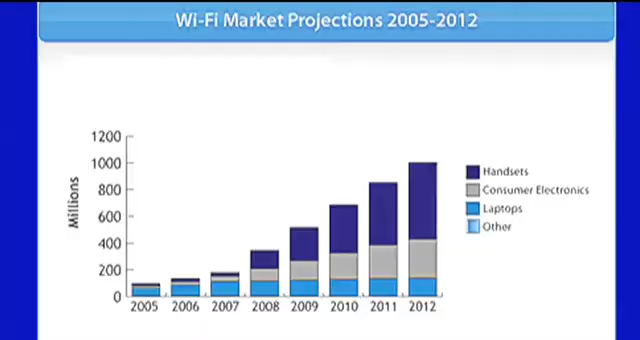 Wi-Fi Market Projections 2005-2012
1200
1000
800
600
400
200
0
Millions
2005 2006 2007 2008 2009 2010 2011 2012
Handsets
Consumer Electronics
Laptops
Other